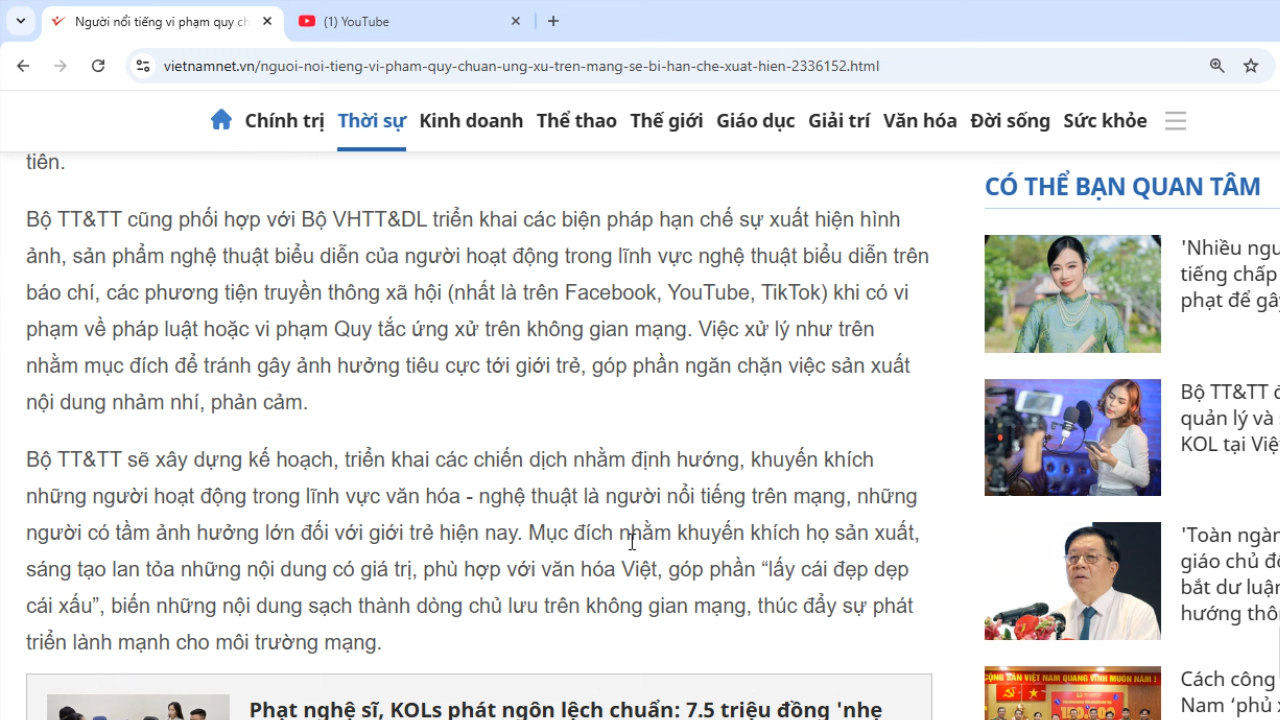 Người nổi tiếng vi phạm quy ch
(1) YouTube
vietnamnet.vn/nguoi-noi-tieng-vi-pham-quy-chuan-ung-xu-tren-mang-se-bi-han-che-xuat-hien-2336152.html
Chính trị Thời sự Kinh doanh Thể thao Thế giới Giáo dục Giải trí Văn hóa Đời sống Sức khỏe
tiên.
Bộ TT&TT cũng phối hợp với Bộ VHTT&DL triển khai các biện pháp hạn chế sự xuất hiện hình
ảnh, sản phẩm nghệ thuật biểu diễn của người hoạt động trong lĩnh vực nghệ thuật biểu diễn trên
báo chí, các phương tiện truyền thông xã hội (nhất là trên Facebook, YouTube, TikTok) khi có vi
phạm về pháp luật hoặc vi phạm Quy tắc ứng xử trên không gian mạng. Việc xử lý như trên
nhằm mục đích để tránh gây ảnh hưởng tiêu cực tới giới trẻ, góp phần ngăn chặn việc sản xuất
nội dung nhảm nhí, phản cảm.
Bộ TT&TT sẽ xây dựng kế hoạch, triển khai các chiến dịch nhằm định hướng, khuyến khích
những người hoạt động trong lĩnh vực văn hóa - nghệ thuật là người nổi tiếng trên mạng, những
người có tầm ảnh hưởng lớn đối với giới trẻ hiện nay. Mục đích nhằm khuyến khích họ sản xuất,
sáng tạo lan tỏa những nội dung có giá trị, phù hợp với văn hóa Việt, góp phần “lấy cái đẹp dẹp
cái xấu”, biến những nội dung sạch thành dòng chủ lưu trên không gian mạng, thúc đẩy sự phát
triển lành mạnh cho môi trường mạng.
Phạt nghệ sĩ, KOLs phát ngôn lệch chuẩn: 7.5 triệu đồng 'nhẹ
CÓ THỂ BẠN QUAN TÂM
'Nhiều ngư
tiếng chấp
phạt để gây
Bộ TT&TT đ
quản lý và
KOL tại Việt
'Toàn ngàn
giáo chủ độ
bắt dư luận
hướng thôn
CỘNG SẢN VIỆT NAM QUANG VINH MUÔN NĂM !
Cách công
Nam ‘phủ